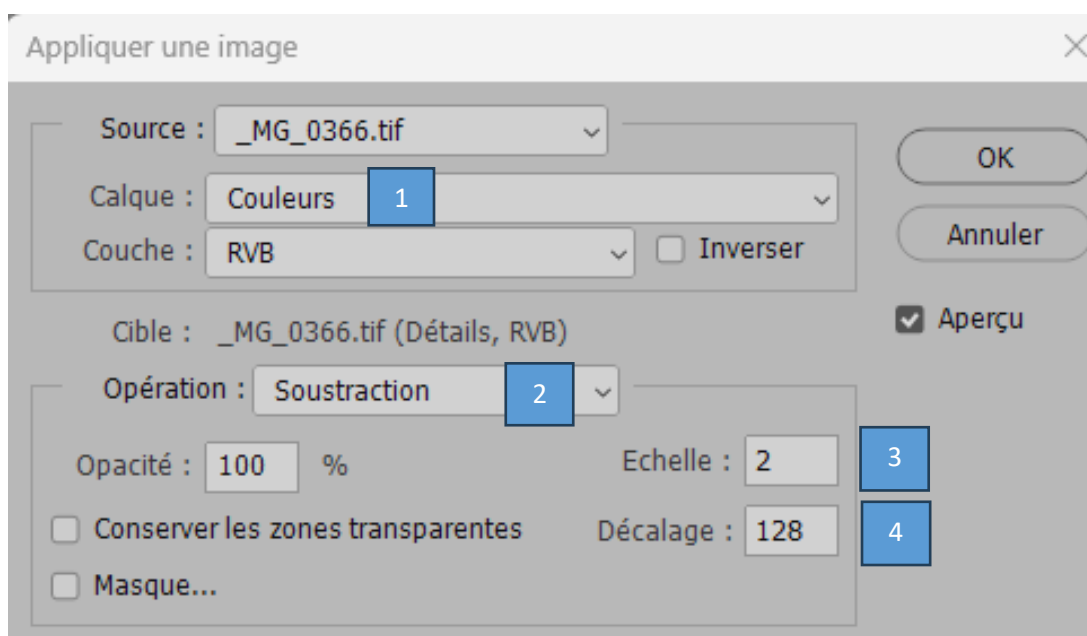 Appliquer une image
Source : _MG_0366.tif
OK
Calque : Couleurs 1
Couche : RVB Inverser
Annuler
Cible : _MG_0366.tif (Détails, RVB)
Aperçu
Opération : Soustraction 2
Opacité : 100 % Echelle : 2 3
Conserver les zones transparentes Décalage : 128 4
Masque...